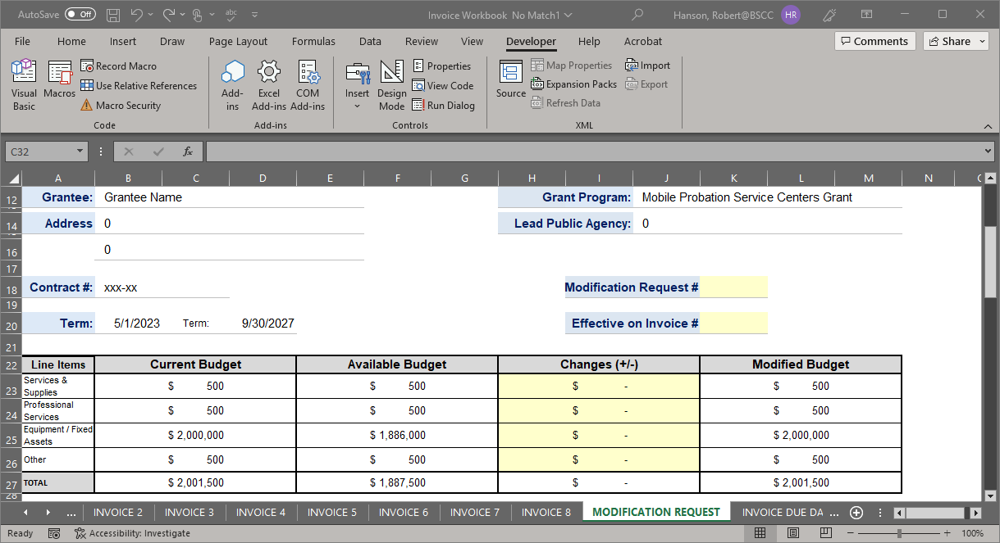 AutoSave Off abc Invoice Workbook No Match1 Hanson, Robert@BSCC HR
File Home Insert Draw Page Layout Formulas Data Review View Developer Help Acrobat Comments Share
Visual Basic
Macros
Record Macro
Use Relative References
Macro Security
Code
Add-ins
Excel Add-ins
COM Add-ins
Add-ins
Insert
Design Mode
Properties
View Code
Run Dialog
Controls
Source
Map Properties
Expansion Packs
Refresh Data
Import
Export
XML
C32 fx
A B C D E F G H I J K L M N
12 Grantee: Grantee Name Grant Program: Mobile Probation Service Centers Grant
14 Address 0 Lead Public Agency: 0
16 0
17
18 Contract #: xxx-xx Modification Request #
19
20 Term: 5/1/2023 Term: 9/30/2027 Effective on Invoice #
21
22 Line Items Current Budget Available Budget Changes (+/-) Modified Budget
23 Services & Supplies $ 500 $ 500 $ - $ 500
24 Professional Services $ 500 $ 500 $ - $ 500
25 Equipment / Fixed Assets $ 2,000,000 $ 1,886,000 $ - $ 2,000,000
26 Other $ 500 $ 500 $ - $ 500
27 TOTAL $ 2,001,500 $ 1,887,500 $ - $ 2,001,500
28
... INVOICE 2 INVOICE 3 INVOICE 4 INVOICE 5 INVOICE 6 INVOICE 7 INVOICE 8 MODIFICATION REQUEST INVOICE DUE DA ...
Ready Accessibility: Investigate 100%